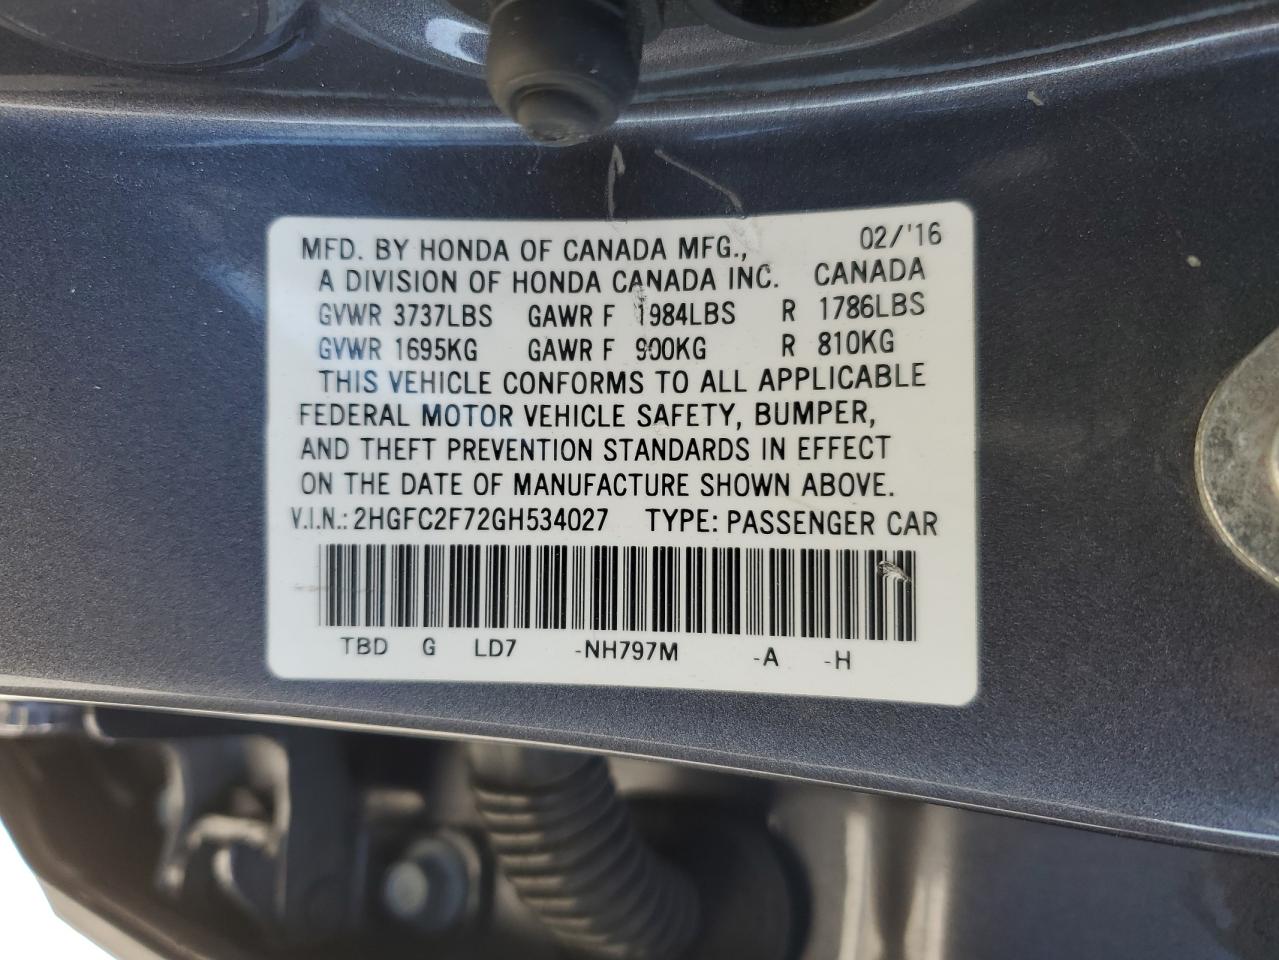 MFD. BY HONDA OF CANADA MFG., 02/'16
A DIVISION OF HONDA CANADA INC. CANADA
GVWR 3737LBS GAWR F 1984LBS R 1786LBS
GVWR 1695KG GAWR F 900KG R 810KG
THIS VEHICLE CONFORMS TO ALL APPLICABLE
FEDERAL MOTOR VEHICLE SAFETY, BUMPER,
AND THEFT PREVENTION STANDARDS IN EFFECT
ON THE DATE OF MANUFACTURE SHOWN ABOVE.
V.I.N.: 2HGFC2F72GH534027 TYPE: PASSENGER CAR
TBD G LD7 -NH797M -A -H